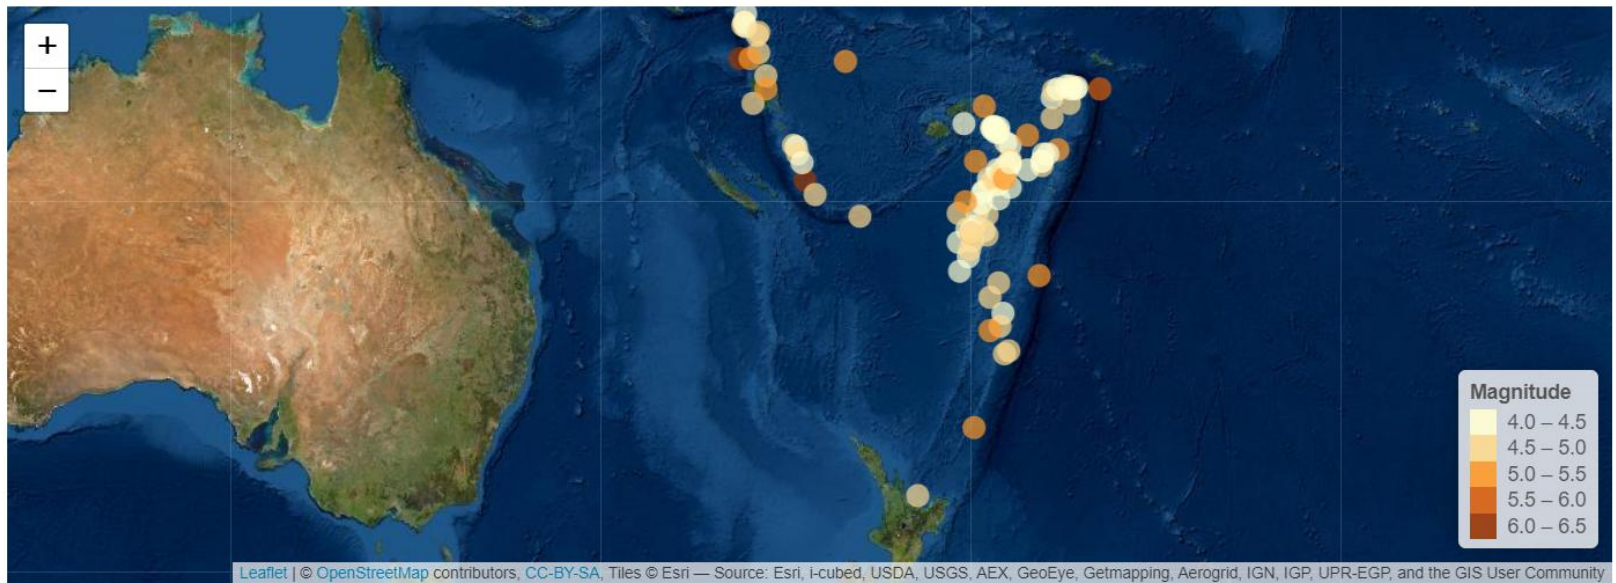 +
−
Magnitude
4.0 – 4.5
4.5 – 5.0
5.0 – 5.5
5.5 – 6.0
6.0 – 6.5
Leaflet | © OpenStreetMap contributors, CC-BY-SA, Tiles © Esri — Source: Esri, i-cubed, USDA, USGS, AEX, GeoEye, Getmapping, Aerogrid, IGN, IGP, UPR-EGP, and the GIS User Community